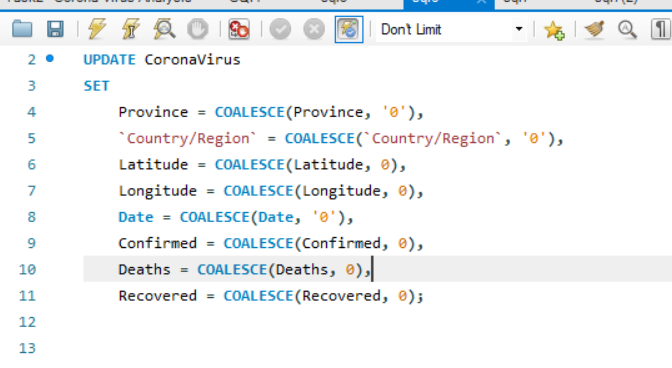 Don't Limit
2 UPDATE CoronaVirus
3 SET
4 Province = COALESCE(Province, '0'),
5 `Country/Region` = COALESCE(`Country/Region`, '0'),
6 Latitude = COALESCE(Latitude, 0),
7 Longitude = COALESCE(Longitude, 0),
8 Date = COALESCE(Date, '0'),
9 Confirmed = COALESCE(Confirmed, 0),
10 Deaths = COALESCE(Deaths, 0),
11 Recovered = COALESCE(Recovered, 0);
12
13